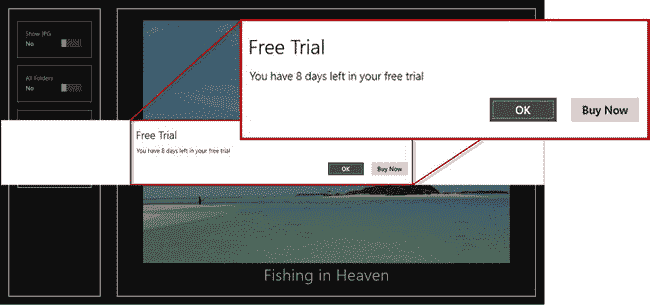 Show JPG
No
All Folders
No
Free Trial
You have 8 days left in your free trial
OK
Buy Now
Free Trial
You have 8 days left in your free trial
OK
Buy Now
Fishing in Heaven